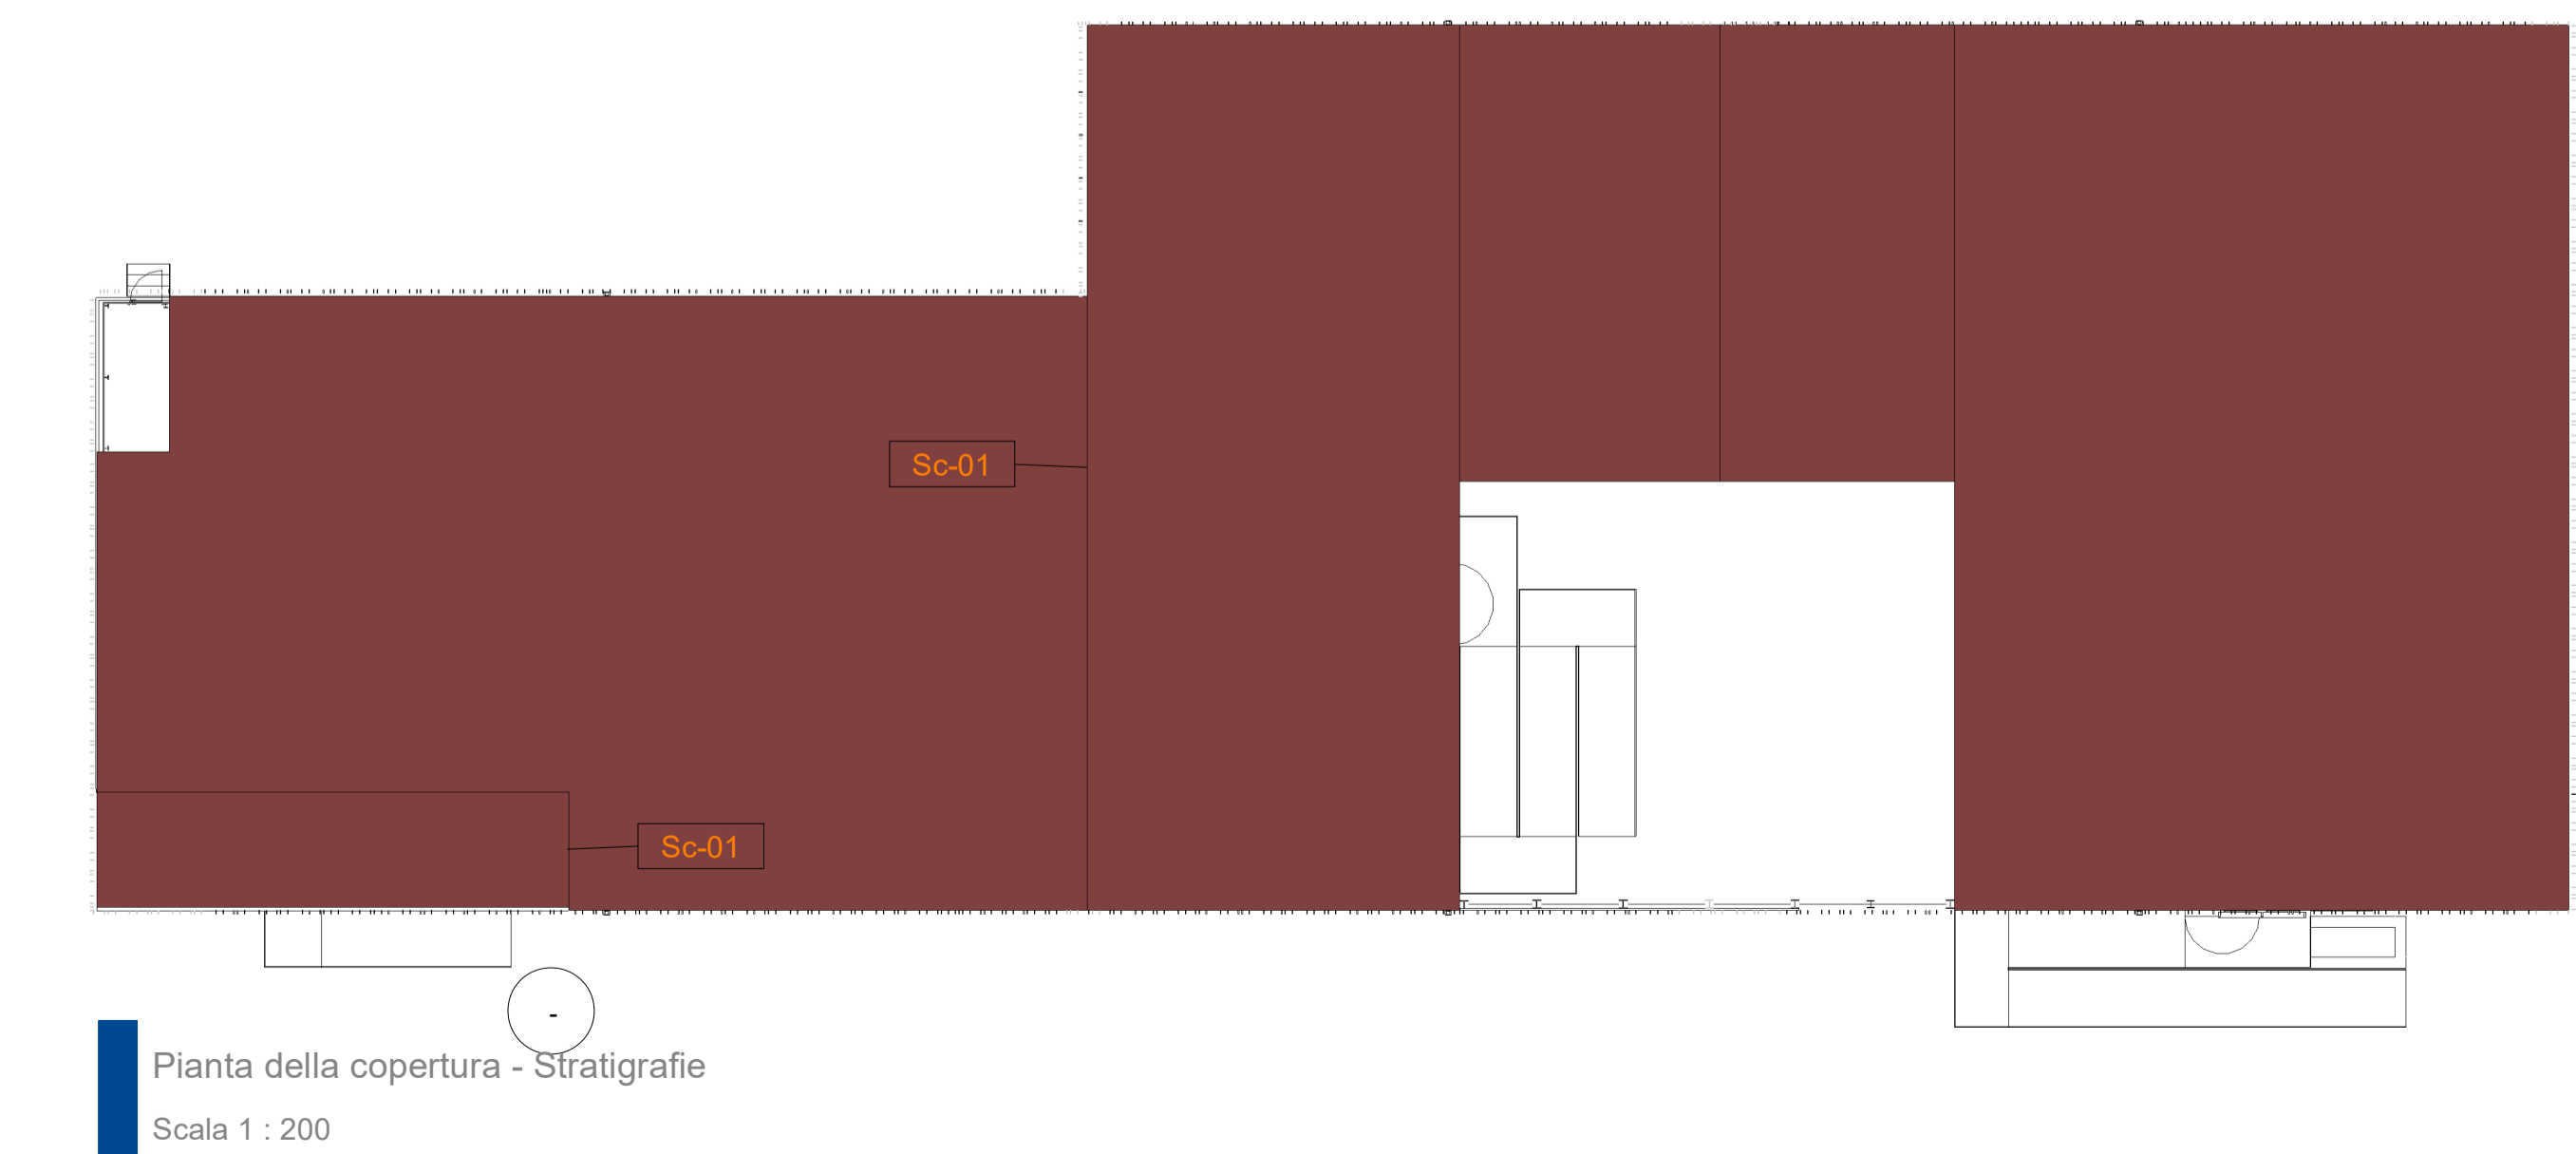 Sc-01
Sc-01
-
Pianta della copertura - Stratigrafie
Scala 1 : 200